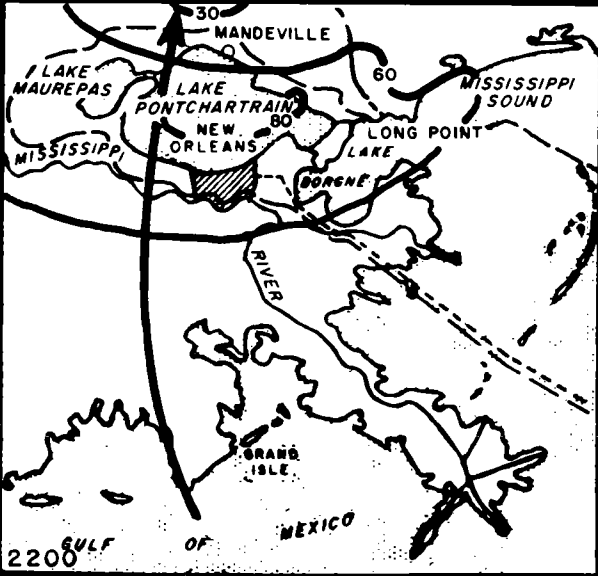 30
MANDEVILLE
60
LAKE
MAUREPAS
LAKE
PONTCHARTRAIN
80
MISSISSIPPI
SOUND
NEW
ORLEANS
LONG POINT
LAKE
BORGNE
MISSISSIPPI
RIVER
GRAND
ISLE
GULF OF MEXICO
2200